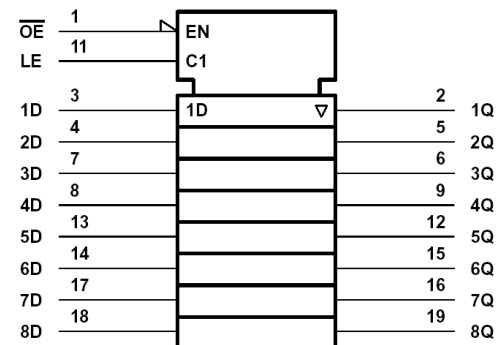 OE 1 EN
LE 11 C1
1D 3 1D ▽ 2 1Q
2D 4 5 2Q
3D 7 6 3Q
4D 8 9 4Q
5D 13 12 5Q
6D 14 15 6Q
7D 17 16 7Q
8D 18 19 8Q